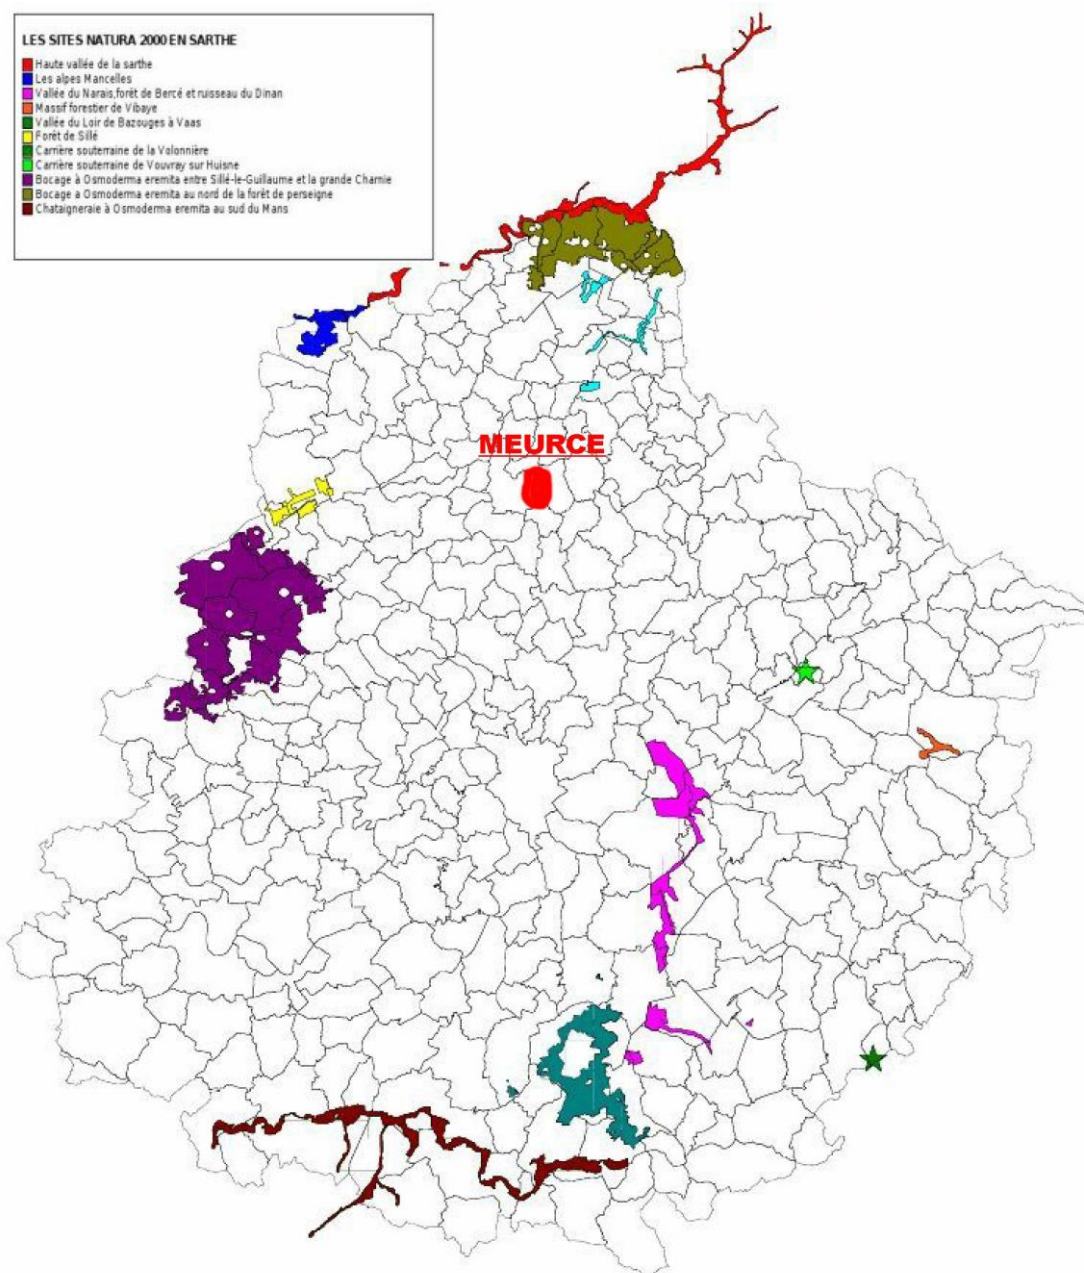 LES SITES NATURA 2000 EN SARTHE
Haute vallée de la sarthe
Les alpes Mancelles
Vallée du Narais,forêt de Bercé et ruisseau du Dinan
Massif forestier de Vibaye
Vallée du Loir de Bazouges à Vaas
Forêt de Sillé
Carrière souterraine de la Volonnière
Carrière souterraine de Vouvray sur Huisne
Bocage à Osmoderma eremita entre Sillé-le-Guillaume et la grande Charnie
Bocage a Osmoderma eremita au nord de la forêt de perseigne
Chataigneraie à Osmoderma eremita au sud du Mans
MEURCE